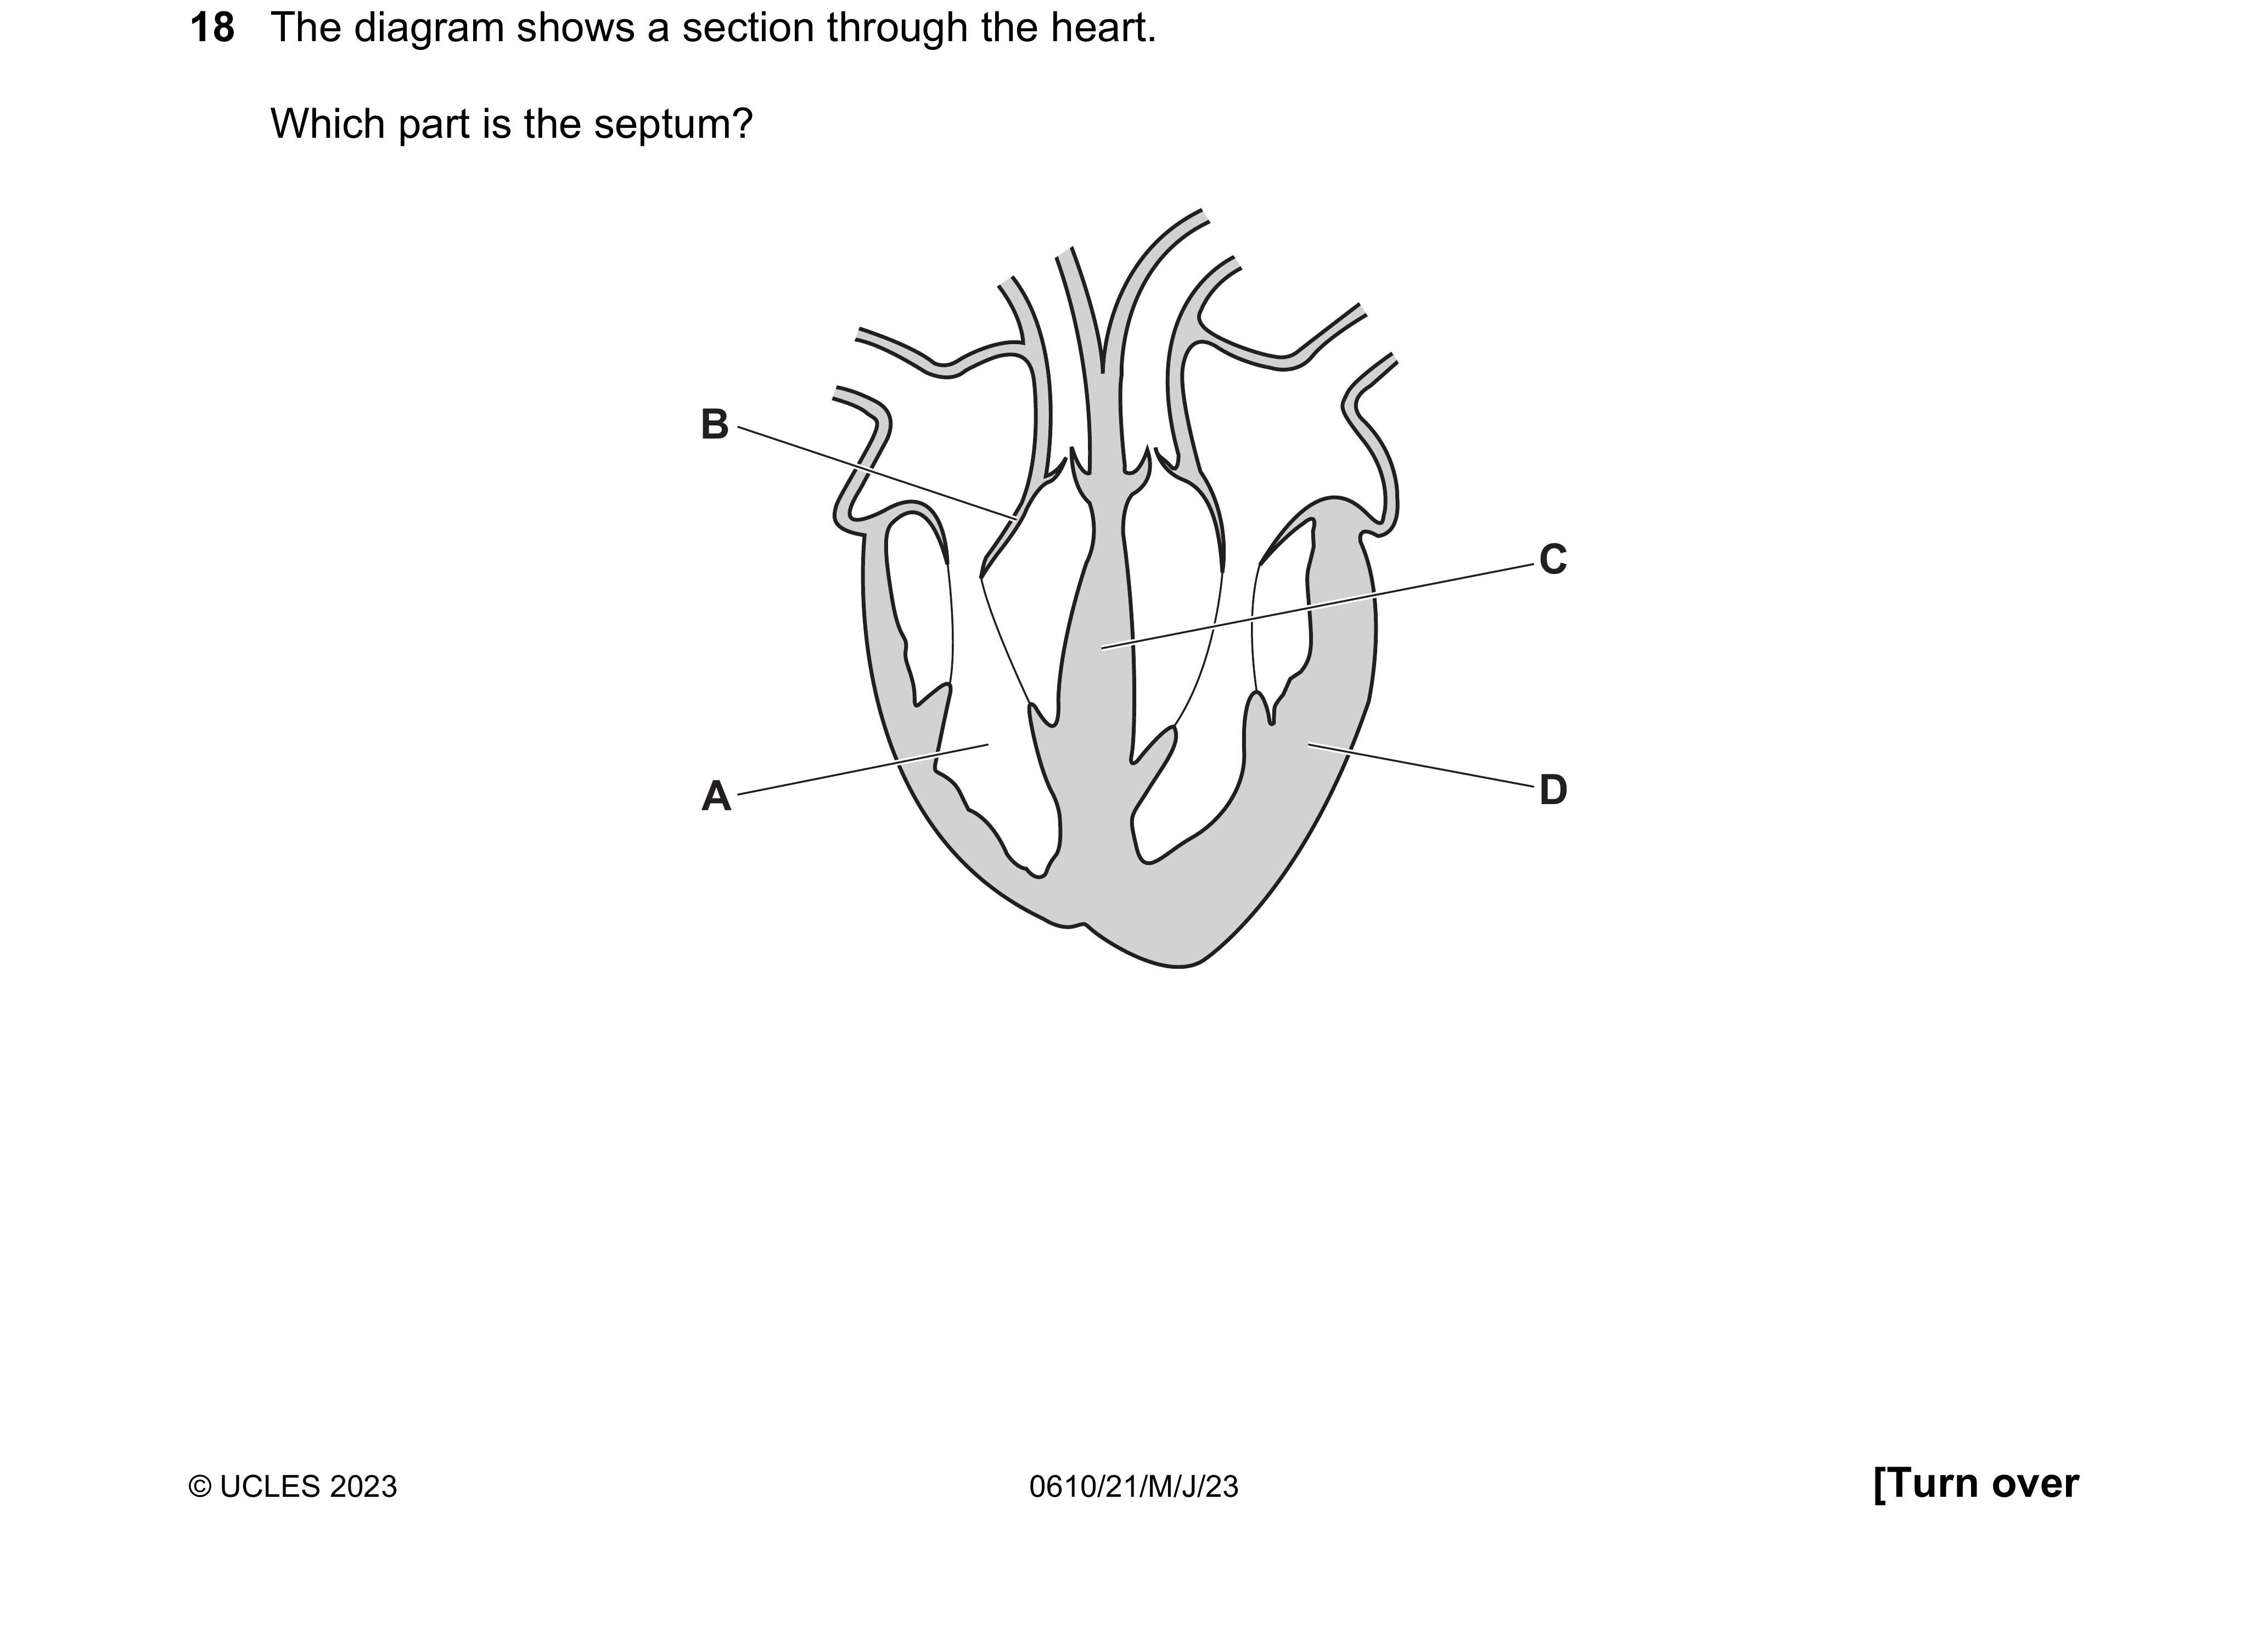 18 The diagram shows a section through the heart.
Which part is the septum?
B
C
A
D
© UCLES 2023 0610/21/M/J/23 [Turn over